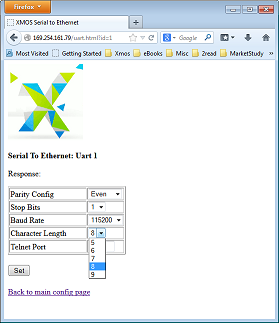 Firefox
XMOS Serial to Ethernet
169.254.161.79/uart.html?id=1
Google
Most Visited
Getting Started
Xmos
eBooks
Misc
2read
MarketStudy
»
Serial To Ethernet: Uart 1
Response:
Parity Config Even
Stop Bits 1
Baud Rate 115200
Character Length 8
5
6
7
8
9
Telnet Port
Set
Back to main config page